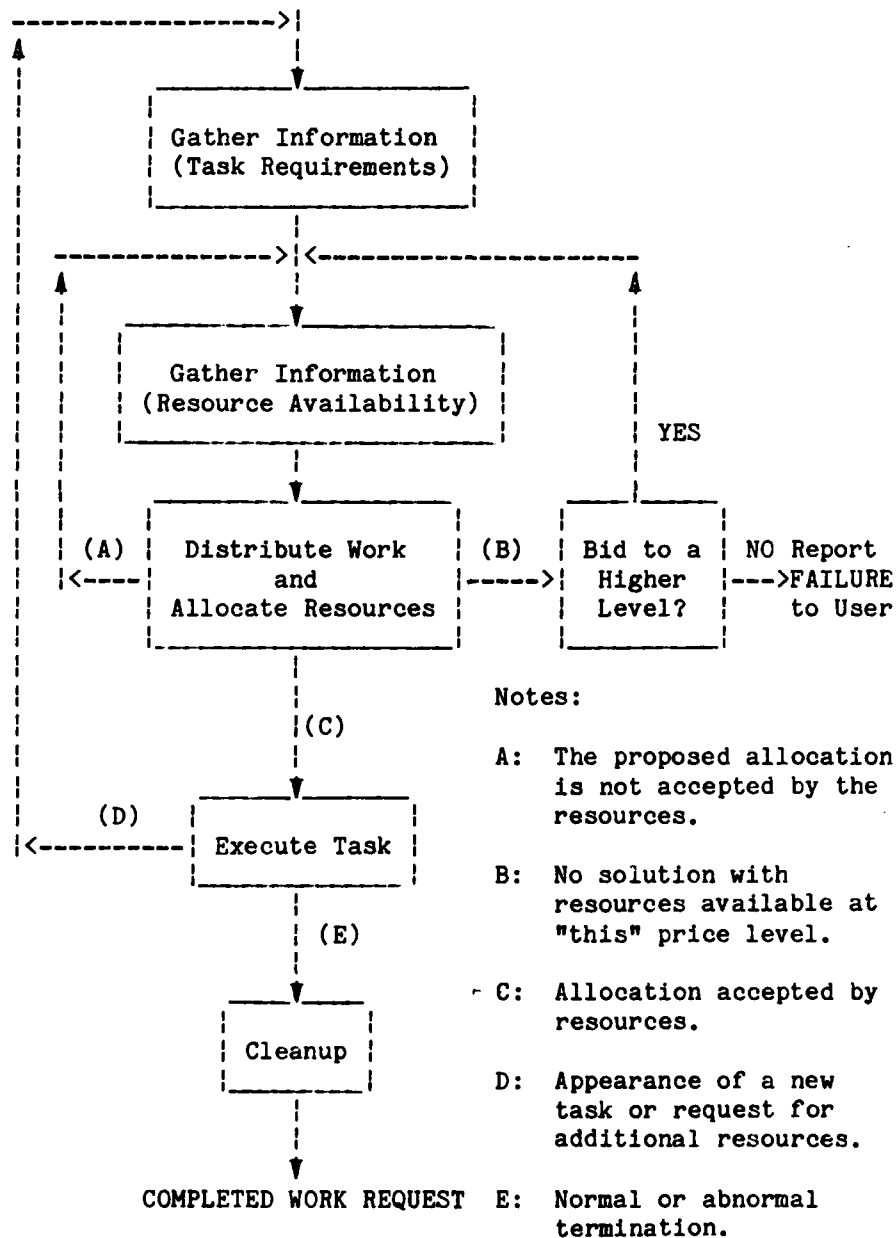 Gather Information
(Task Requirements)
Gather Information
(Resource Availability)
YES
(A)
Distribute Work
and
Allocate Resources
(B)
Bid to a
Higher
Level?
NO Report
FAILURE
to User
(C)
Notes:
A: The proposed allocation
is not accepted by the
resources.
(D)
Execute Task
B: No solution with
resources available at
"this" price level.
(E)
C: Allocation accepted by
resources.
Cleanup
D: Appearance of a new
task or request for
additional resources.
COMPLETED WORK REQUEST
E: Normal or abnormal
termination.